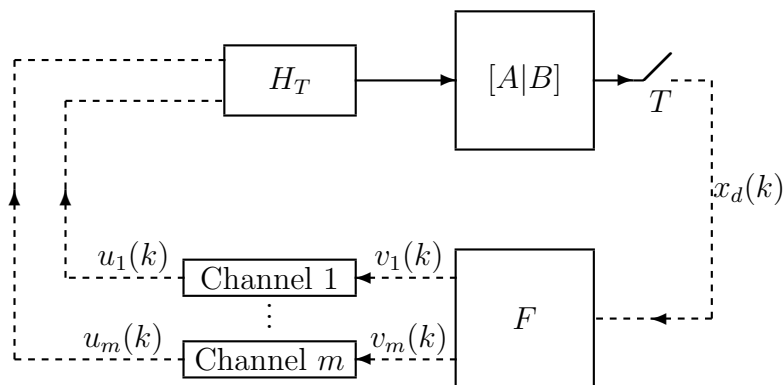 $H_T$
$[A|B]$
$T$
$x_d(k)$
$u_1(k)$
Channel 1
$v_1(k)$
⋮
$F$
$u_m(k)$
Channel $m$
$v_m(k)$